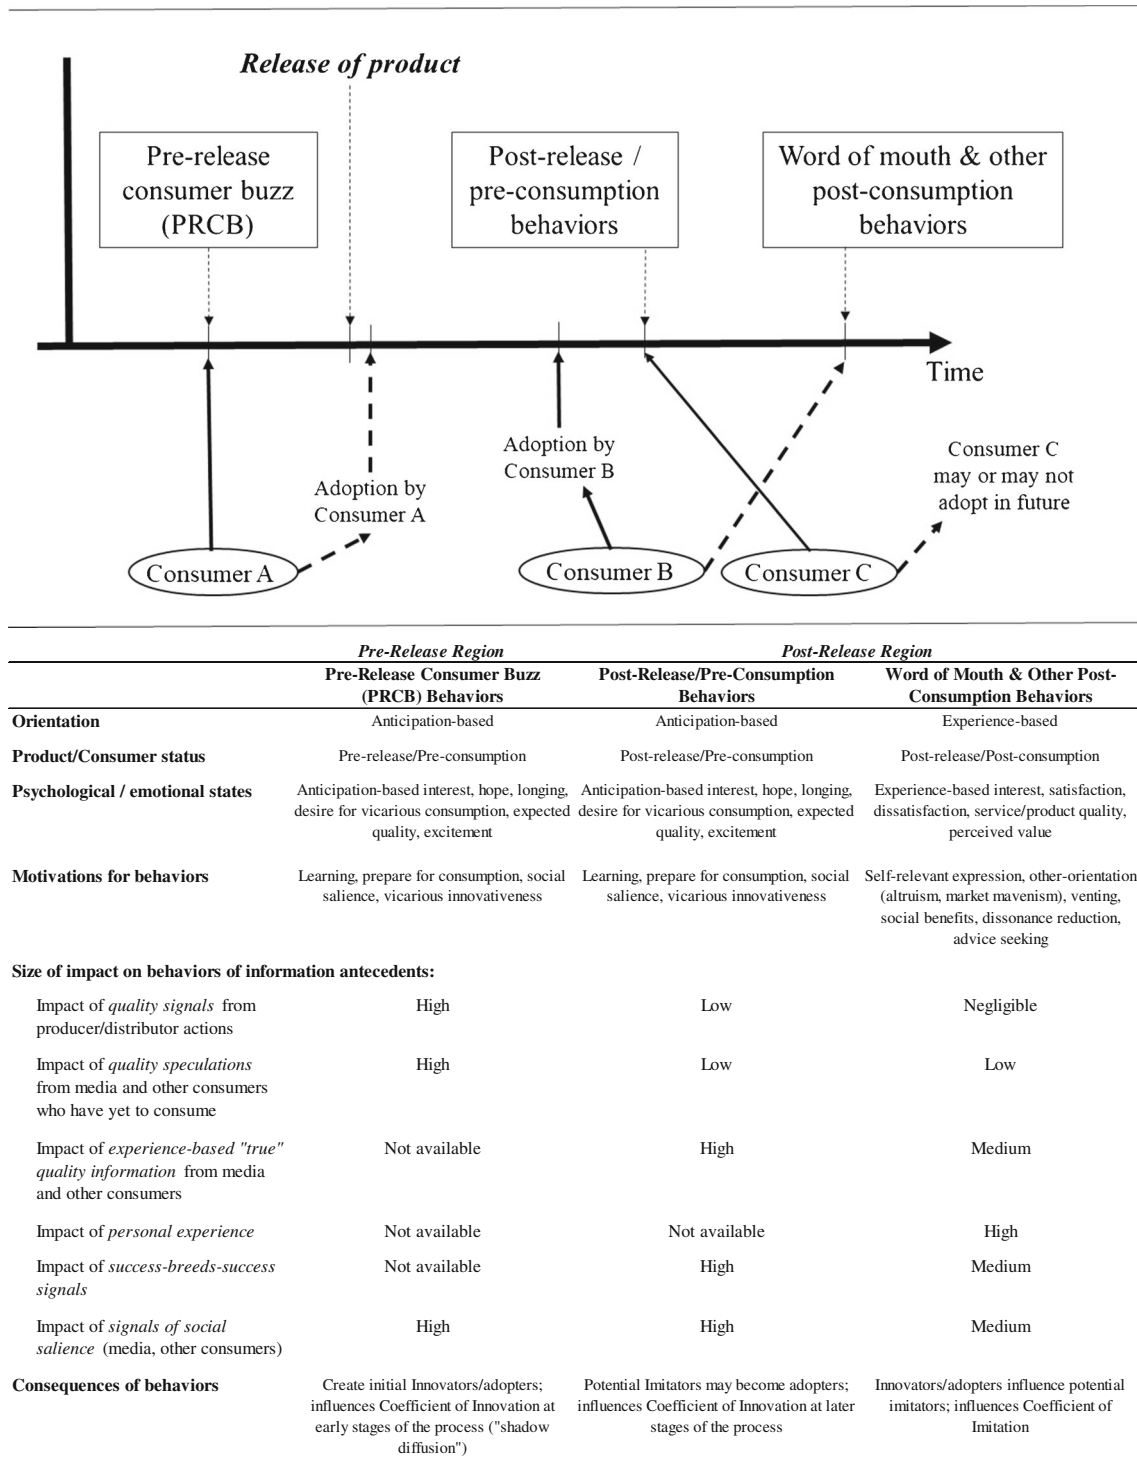 Release of product
Pre-release
consumer buzz
(PRCB)
Post-release /
pre-consumption
behaviors
Word of mouth & other
post-consumption
behaviors
Time
Adoption by
Consumer A
Adoption by
Consumer B
Consumer C
may or may not
adopt in future
Consumer A
Consumer B
Consumer C
Pre-Release Region
Post-Release Region
Pre-Release Consumer Buzz
(PRCB) Behaviors
Post-Release/Pre-Consumption
Behaviors
Word of Mouth & Other Post-
Consumption Behaviors
Orientation
Anticipation-based
Anticipation-based
Experience-based
Product/Consumer status
Pre-release/Pre-consumption
Post-release/Pre-consumption
Post-release/Post-consumption
Psychological / emotional states
Anticipation-based interest, hope, longing,
desire for vicarious consumption, expected
quality, excitement
Anticipation-based interest, hope, longing,
desire for vicarious consumption, expected
quality, excitement
Experience-based interest, satisfaction,
dissatisfaction, service/product quality,
perceived value
Motivations for behaviors
Learning, prepare for consumption, social
salience, vicarious innovativeness
Learning, prepare for consumption, social
salience, vicarious innovativeness
Self-relevant expression, other-orientation
(altruism, market mavenism), venting,
social benefits, dissonance reduction,
advice seeking
Size of impact on behaviors of information antecedents:
Impact of quality signals from
producer/distributor actions
High
Low
Negligible
Impact of quality speculations
from media and other consumers
who have yet to consume
High
Low
Low
Impact of experience-based "true"
quality information from media
and other consumers
Not available
High
Medium
Impact of personal experience
Not available
Not available
High
Impact of success-breeds-success
signals
Not available
High
Medium
Impact of signals of social
salience (media, other consumers)
High
High
Medium
Consequences of behaviors
Create initial Innovators/adopters;
influences Coefficient of Innovation at
early stages of the process ("shadow
diffusion")
Potential Imitators may become adopters;
influences Coefficient of Innovation at later
stages of the process
Innovators/adopters influence potential
imitators; influences Coefficient of
Imitation